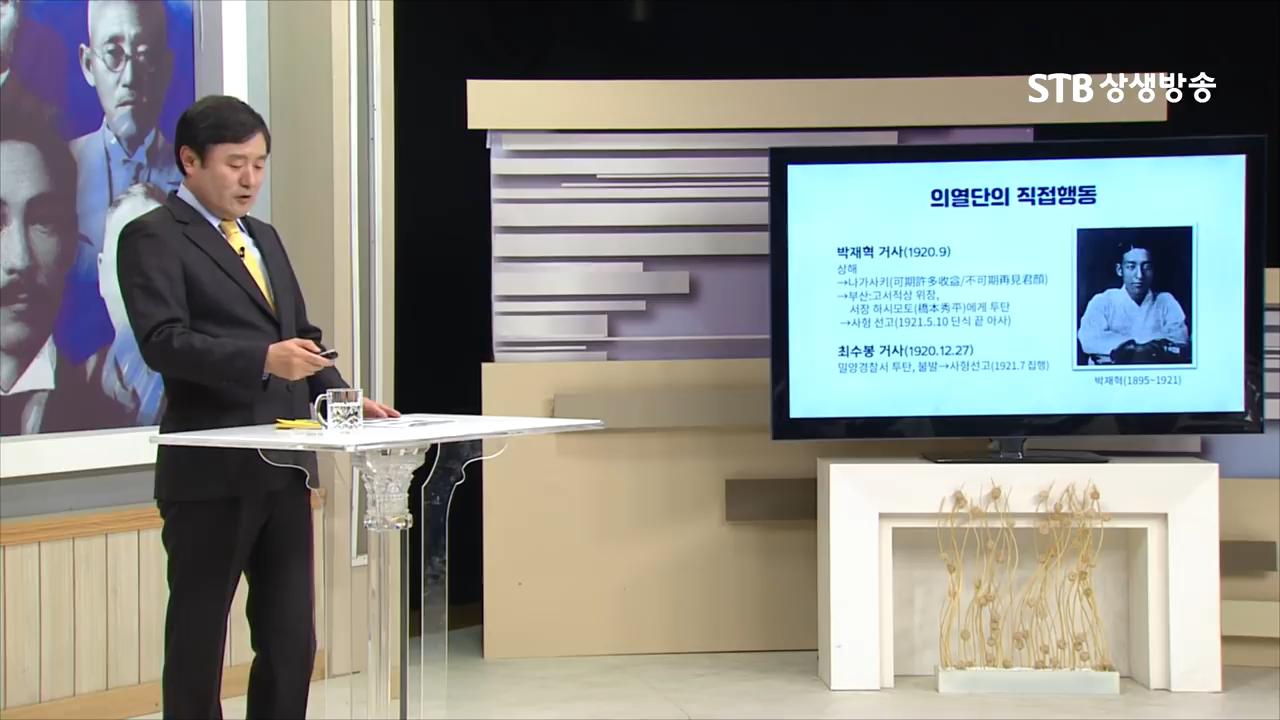 STB 상생방송
의열단의 직접행동
박재혁 거사(1920.9)
상해
→나가사키(可期許多收益/不可期再見君顔)
→부산:고서적상 위장,
서장 하시모토(橋本秀平)에게 투탄
→사형 선고(1921.5.10 단식 끝 아사)
최수봉 거사(1920.12.27)
밀양경찰서 투탄, 불발→사형선고(1921.7 집행)
박재혁(1895~1921)